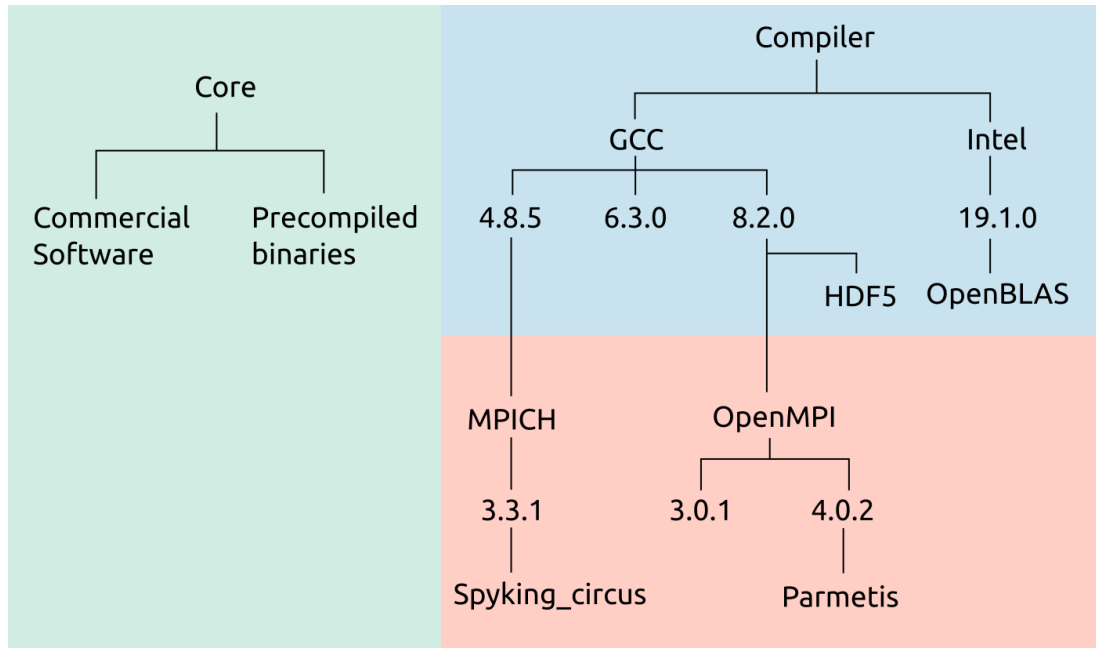 Core
Commercial
Software
Precompiled
binaries
Compiler
GCC
Intel
4.8.5
6.3.0
8.2.0
19.1.0
HDF5
OpenBLAS
MPICH
OpenMPI
3.3.1
3.0.1
4.0.2
Spyking_circus
Parmetis